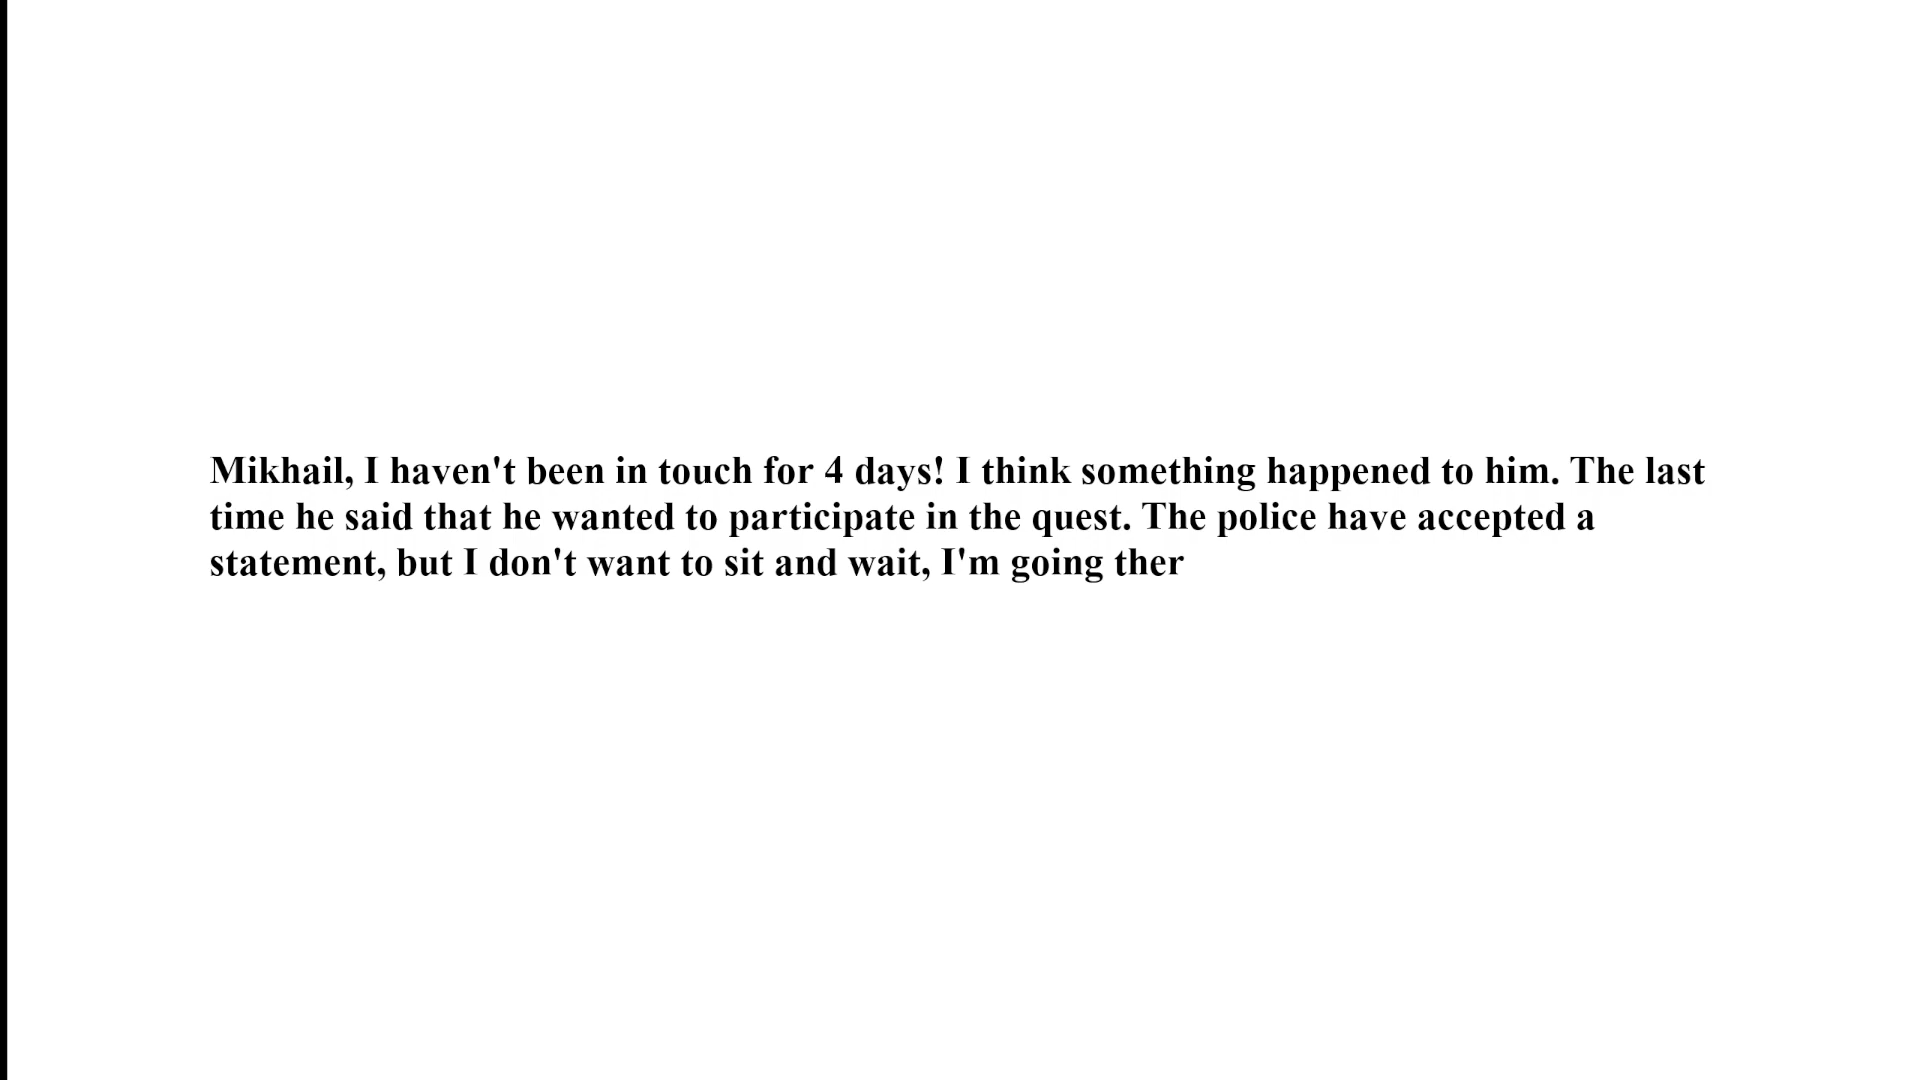 Mikhail, I haven't been in touch for 4 days! I think something happened to him. The last
time he said that he wanted to participate in the quest. The police have accepted a
statement, but I don't want to sit and wait, I'm going ther